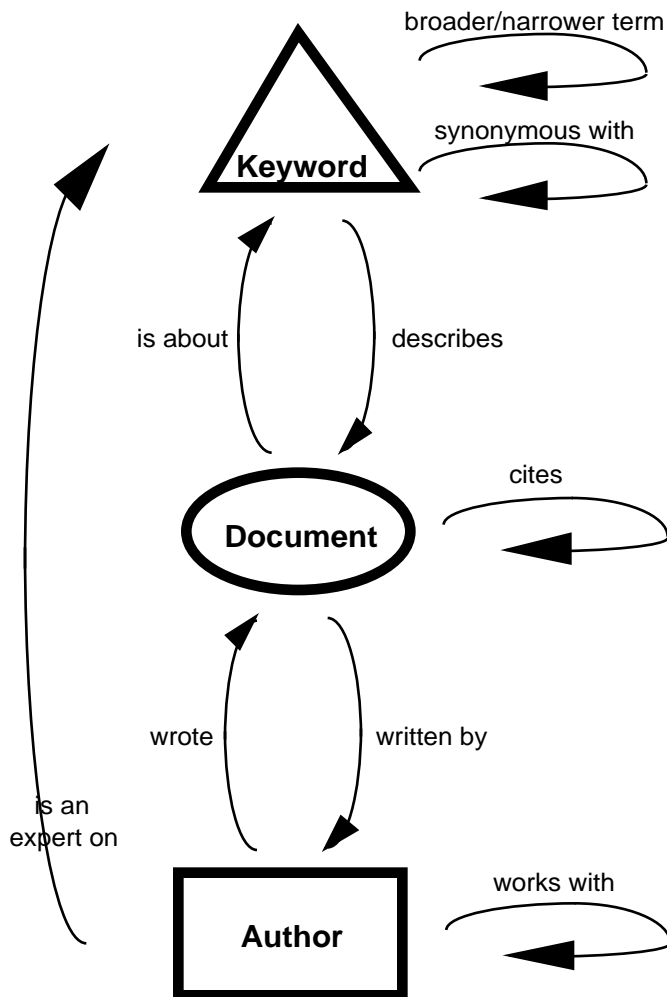 broader/narrower term
synonymous with
Keyword
is about
describes
cites
Document
wrote
written by
is an
expert on
works with
Author